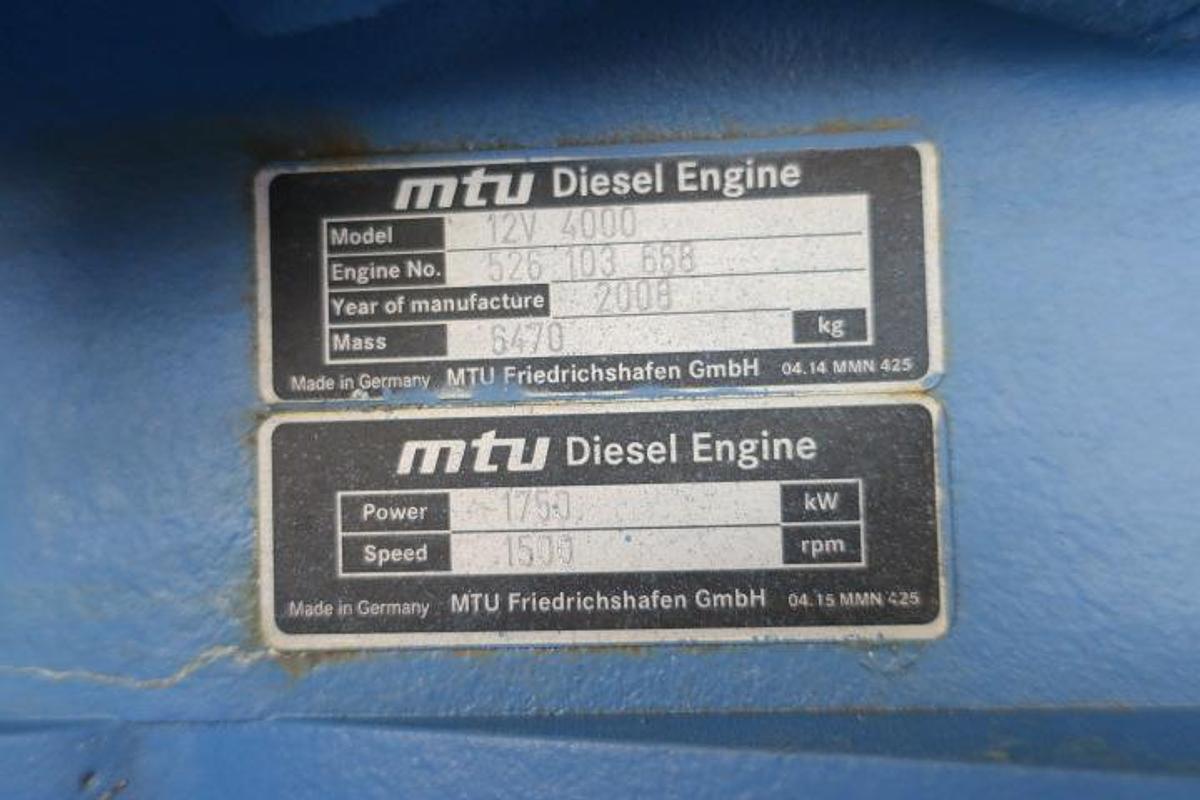 mtu Diesel Engine
Model 12V 4000
Engine No. 526 103 658
Year of manufacture 2008
Mass 6470 kg
Made in Germany MTU Friedrichshafen GmbH 04.14 MMN 425
mtu Diesel Engine
Power 1750 kW
Speed 1500 rpm
Made in Germany MTU Friedrichshafen GmbH 04.15 MMN 425